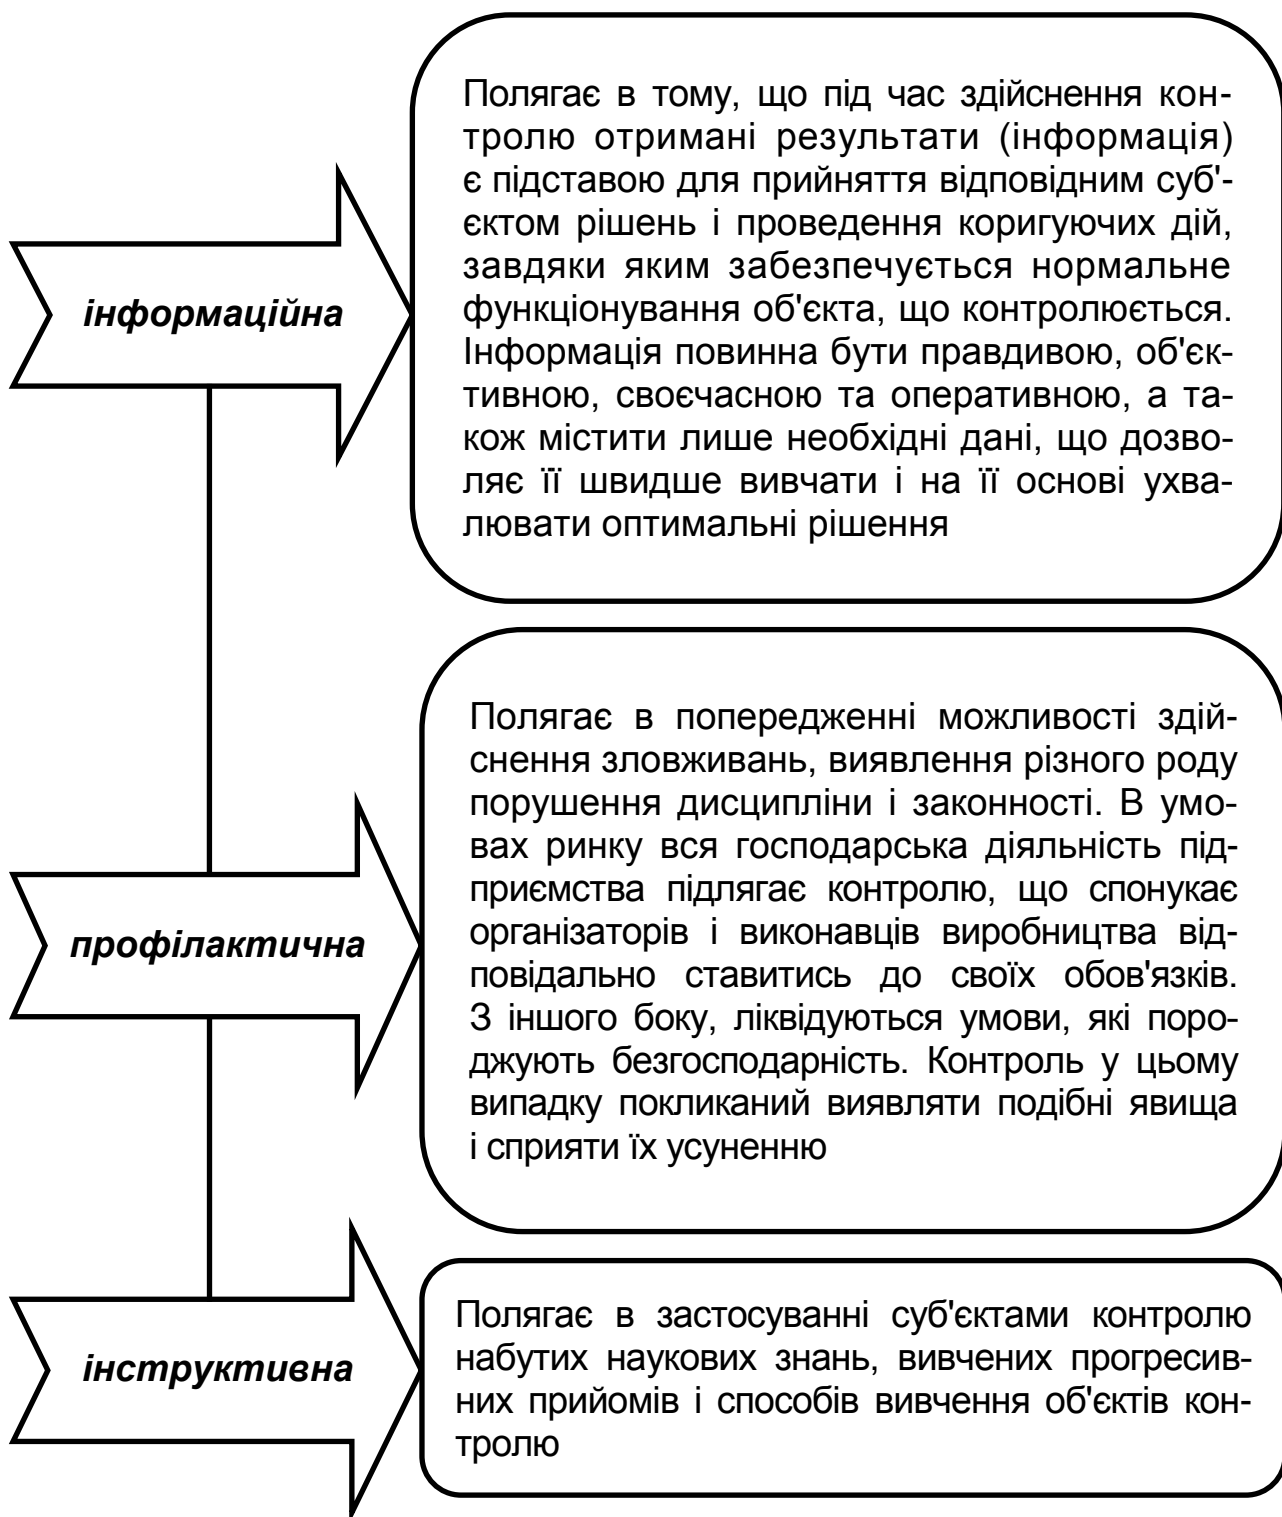 інформаційна
Полягає в тому, що під час здійснення кон-
тролю отримані результати (інформація)
є підставою для прийняття відповідним суб'-
єктом рішень і проведення коригуючих дій,
завдяки яким забезпечується нормальне
функціонування об'єкта, що контролюється.
Інформація повинна бути правдивою, об'єк-
тивною, своєчасною та оперативною, а та-
кож містити лише необхідні дані, що дозво-
ляє її швидше вивчати і на її основі ухва-
лювати оптимальні рішення
профілактична
Полягає в попередженні можливості здій-
снення зловживань, виявлення різного роду
порушення дисципліни і законності. В умо-
вах ринку вся господарська діяльність під-
приємства підлягає контролю, що спонукає
організаторів і виконавців виробництва від-
повідально ставитись до своїх обов'язків.
З іншого боку, ліквідуються умови, які поро-
джують безгосподарність. Контроль у цьому
випадку покликаний виявляти подібні явища
і сприяти їх усуненню
інструктивна
Полягає в застосуванні суб'єктами контролю
набутих наукових знань, вивчених прогресив-
них прийомів і способів вивчення об'єктів кон-
тролю